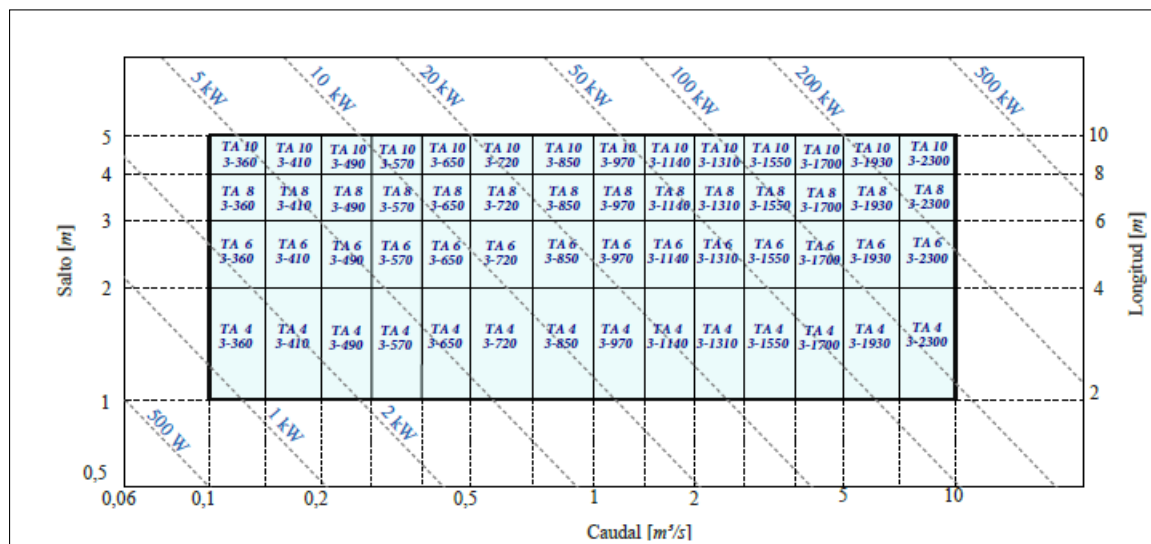 5 kW 10 kW 20 kW 50 kW 100 kW 200 kW 500 kW
5 10
TA 10 TA 10 TA 10 TA 10 TA 10 TA 10 TA 10 TA 10 TA 10 TA 10 TA 10 TA 10 TA 10 TA 10
3-360 3-410 3-490 3-570 3-650 3-720 3-850 3-970 3-1140 3-1310 3-1550 3-1700 3-1930 3-2300
4 8
TA 8 TA 8 TA 8 TA 8 TA 8 TA 8 TA 8 TA 8 TA 8 TA 8 TA 8 TA 8 TA 8 TA 8
3-360 3-410 3-490 3-570 3-650 3-720 3-850 3-970 3-1140 3-1310 3-1550 3-1700 3-1930 3-2300
3 6
Salto [m]
Longitud [m]
TA 6 TA 6 TA 6 TA 6 TA 6 TA 6 TA 6 TA 6 TA 6 TA 6 TA 6 TA 6 TA 6 TA 6
3-360 3-410 3-490 3-570 3-650 3-720 3-850 3-970 3-1140 3-1310 3-1550 3-1700 3-1930 3-2300
2 4
TA 4 TA 4 TA 4 TA 4 TA 4 TA 4 TA 4 TA 4 TA 4 TA 4 TA 4 TA 4 TA 4 TA 4
3-360 3-410 3-490 3-570 3-650 3-720 3-850 3-970 3-1140 3-1310 3-1550 3-1700 3-1930 3-2300
1 2
500 W 1 kW 2 kW
0,5
0,06 0,1 0,2 0,5 1 2 5 10
Caudal [m³/s]